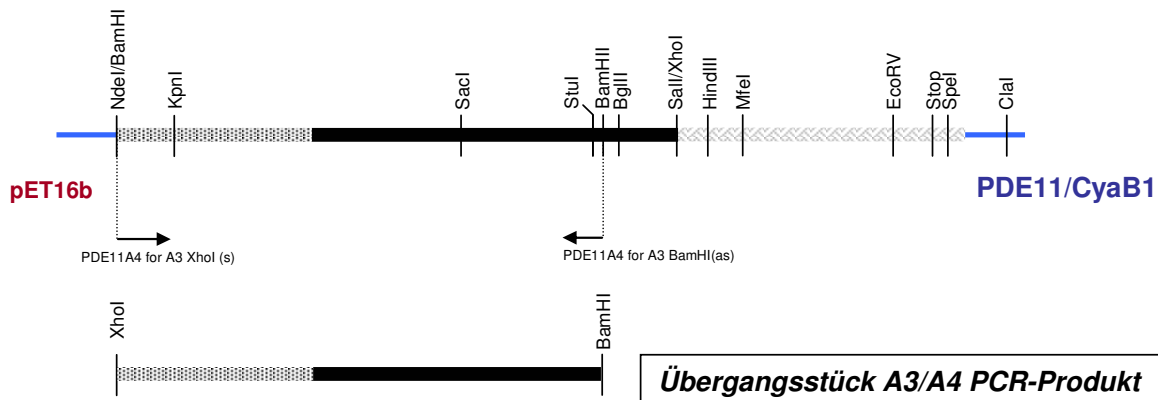 NdeI/BamHI
KpnI
SacI
StuI
BamHII
BglII
SalI/XhoI
HindIII
MfeI
EcoRV
Stop
SpeI
ClaI
pET16b
PDE11/CyaB1
PDE11A4 for A3 XhoI (s)
PDE11A4 for A3 BamHI(as)
XhoI
BamHI
Übergangsstück A3/A4 PCR-Produkt